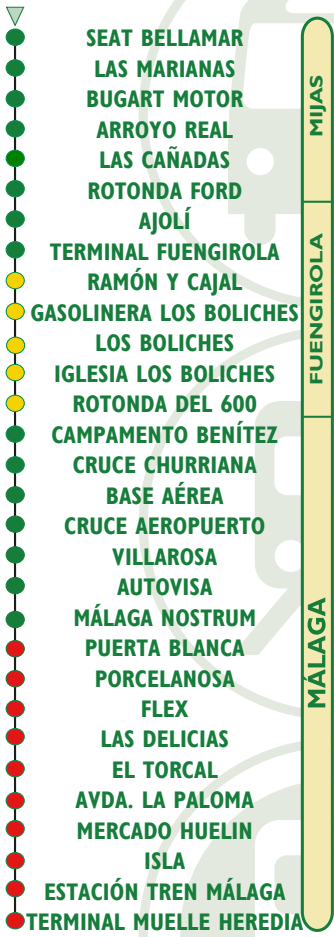 SEAT BELLAMAR
LAS MARIANAS
BUGART MOTOR
ARROYO REAL
LAS CAÑADAS
ROTONDA FORD
AJOLÍ
TERMINAL FUENGIROLA
RAMÓN Y CAJAL
GASOLINERA LOS BOLICHES
LOS BOLICHES
IGLESIA LOS BOLICHES
ROTONDA DEL 600
CAMPAMENTO BENÍTEZ
CRUCE CHURRIANA
BASE AÉREA
CRUCE AEROPUERTO
VILLAROSA
AUTOVISA
MÁLAGA NOSTRUM
PUERTA BLANCA
PORCELANOSA
FLEX
LAS DELICIAS
EL TORCAL
AVDA. LA PALOMA
MERCADO HUELIN
ISLA
ESTACIÓN TREN MÁLAGA
TERMINAL MUELLE HEREDIA
MIJAS
FUENGIROLA
MÁLAGA